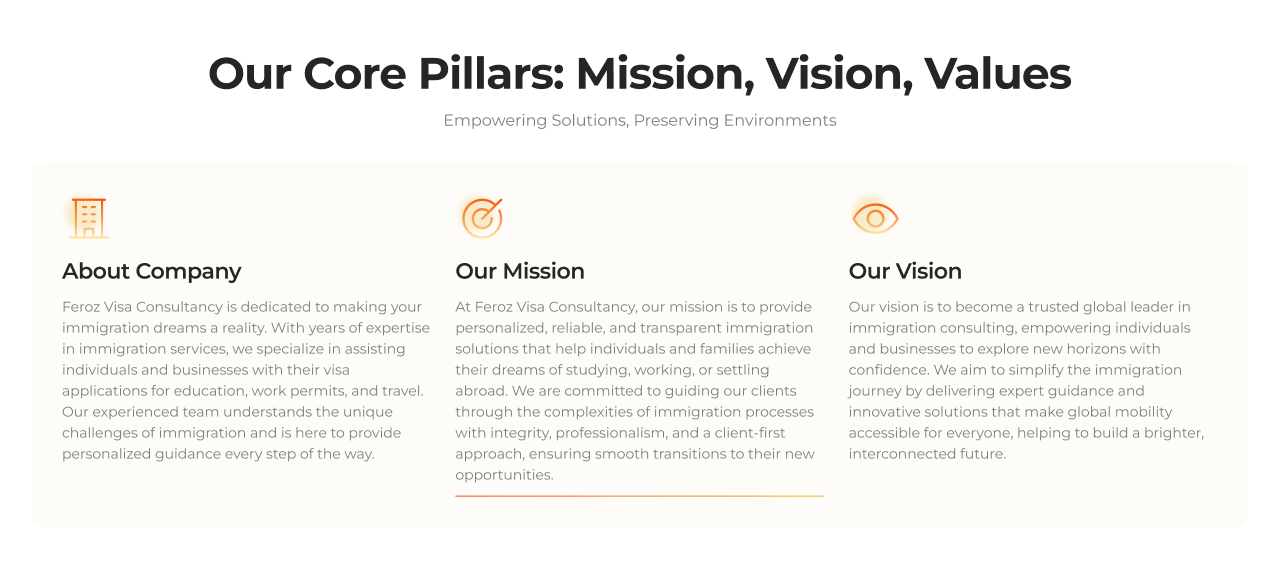 Our Core Pillars: Mission, Vision, Values
Empowering Solutions, Preserving Environments
About Company
Feroz Visa Consultancy is dedicated to making your
immigration dreams a reality. With years of expertise
in immigration services, we specialize in assisting
individuals and businesses with their visa
applications for education, work permits, and travel.
Our experienced team understands the unique
challenges of immigration and is here to provide
personalized guidance every step of the way.
Our Mission
At Feroz Visa Consultancy, our mission is to provide
personalized, reliable, and transparent immigration
solutions that help individuals and families achieve
their dreams of studying, working, or settling
abroad. We are committed to guiding our clients
through the complexities of immigration processes
with integrity, professionalism, and a client-first
approach, ensuring smooth transitions to their new
opportunities.
Our Vision
Our vision is to become a trusted global leader in
immigration consulting, empowering individuals
and businesses to explore new horizons with
confidence. We aim to simplify the immigration
journey by delivering expert guidance and
innovative solutions that make global mobility
accessible for everyone, helping to build a brighter,
interconnected future.